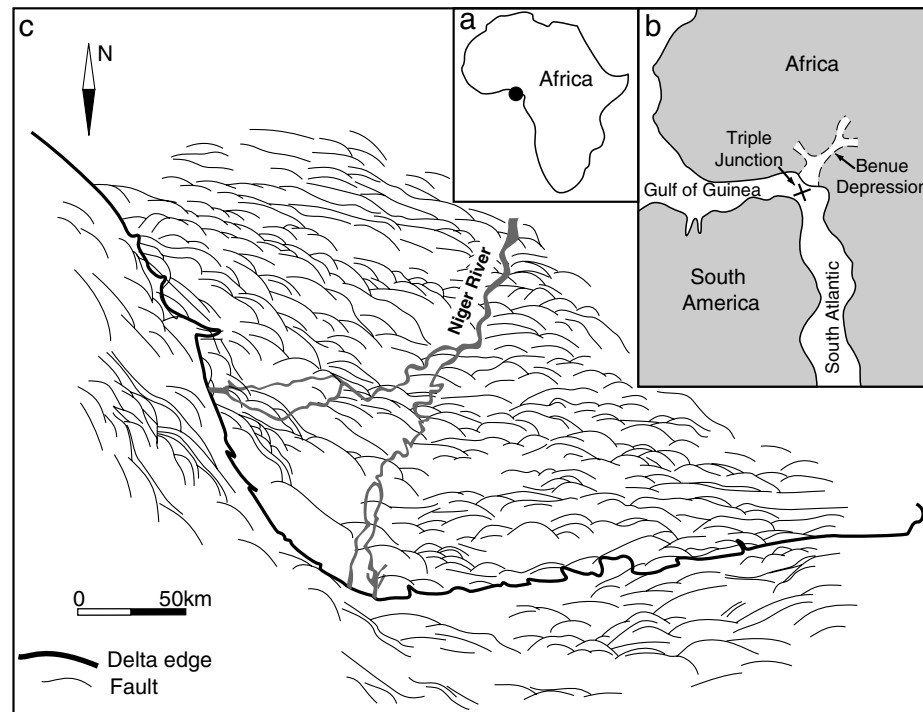 c
N
Niger River
0 50km
Delta edge
Fault
a
Africa
b
Africa
Triple
Junction
Benue
Depression
Gulf of Guinea
South
America
South Atlantic